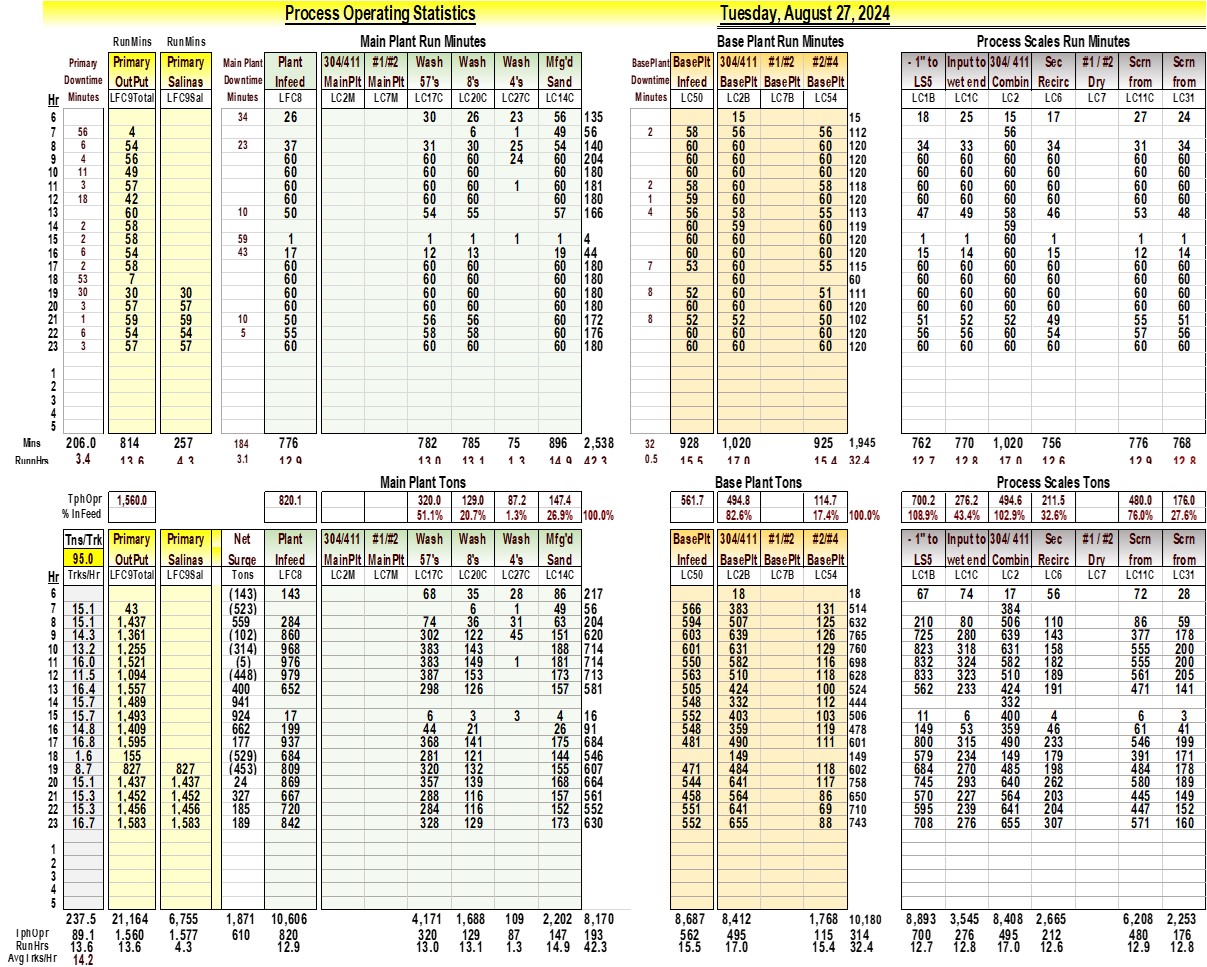 Process Operating Statistics Tuesday, August 27, 2024
RunMins RunMins Main Plant Run Minutes Base Plant Run Minutes Process Scales Run Minutes
Primary Primary Primary Main Plant Plant 304/411 #1/#2 Wash Wash Wash Mfg'd BasePlant BasePlt 304/411 #1/#2 #2/#4 - 1" to Input to 304/ 411 Sec #1 / #2 Scrn Scrn
Downtime OutPut Salinas Downtime Infeed MainPlt MainPlt 57's 8's 4's Sand Downtime Infeed BasePlt BasePlt BasePlt LS5 wet end Combin Recirc Dry from from
Hr Minutes LFC9Total LFC9Sal Minutes LFC8 LC2M LC7M LC17C LC20C LC27C LC14C Minutes LC50 LC2B LC7B LC54 LC1B LC1C LC2 LC6 LC7 LC11C LC31
6 34 26 30 26 23 56 135 15 15 18 25 15 17 27 24
7 56 4 6 1 49 56 2 58 56 56 112 56
8 6 54 23 37 31 30 25 54 140 60 60 60 120 34 33 60 34 31 34
9 4 56 60 60 60 24 60 204 60 60 60 120 60 60 60 60 60 60
10 11 49 60 60 60 60 180 60 60 60 120 60 60 60 60 60 60
11 3 57 60 60 60 1 60 181 2 58 60 58 118 60 60 60 60 60 60
12 18 42 60 60 60 60 180 1 59 60 60 120 60 60 60 60 60 60
13 60 10 50 54 55 57 166 4 56 58 55 113 47 49 58 46 53 48
14 2 58 60 59 60 119 59
15 2 58 59 1 1 1 1 1 4 60 60 60 120 1 1 60 1 1 1
16 6 54 43 17 12 13 19 44 60 60 60 120 15 14 60 15 12 14
17 2 58 60 60 60 60 180 7 53 60 55 115 60 60 60 60 60 60
18 53 7 60 60 60 60 180 60 60 60 60 60 60 60 60
19 30 30 30 60 60 60 60 180 8 52 60 51 111 60 60 60 60 60 60
20 3 57 57 60 60 60 60 180 60 60 60 120 60 60 60 60 60 60
21 1 59 59 10 50 56 56 60 172 8 52 52 50 102 51 52 52 49 55 51
22 6 54 54 5 55 58 58 60 176 60 60 60 120 56 56 60 54 57 56
23 3 57 57 60 60 60 60 180 60 60 60 120 60 60 60 60 60 60
1
2
3
4
5
Mins 206.0 814 257 184 776 782 785 75 896 2,538 32 928 1,020 925 1,945 762 770 1,020 756 776 768
RunnHrs 3.4 13.6 4.3 3.1 12.9 13.0 13.1 1.3 14.9 42.3 0.5 15.5 17.0 15.4 32.4 12.7 12.8 17.0 12.6 12.9 12.8
Main Plant Tons Base Plant Tons Process Scales Tons
TphOpr 1,560.0 820.1 320.0 129.0 87.2 147.4 561.7 494.8 114.7 700.2 276.2 494.6 211.5 480.0 176.0
% InFeed 51.1% 20.7% 1.3% 26.9% 100.0% 82.6% 17.4% 100.0% 108.9% 43.4% 102.9% 32.6% 76.0% 27.6%
Tns/Trk Primary Primary Net Plant 304/411 #1/#2 Wash Wash Wash Mfg'd BasePlt 304/411 #1/#2 #2/#4 - 1" to Input to 304/ 411 Sec #1 / #2 Scrn Scrn
95.0 OutPut Salinas Surge Infeed MainPlt MainPlt 57's 8's 4's Sand Infeed BasePlt BasePlt BasePlt LS5 wet end Combin Recirc Dry from from
Hr Trks/Hr LFC9Total LFC9Sal Tons LFC8 LC2M LC7M LC17C LC20C LC27C LC14C LC50 LC2B LC7B LC54 LC1B LC1C LC2 LC6 LC7 LC11C LC31
6 (143) 143 68 35 28 86 217 18 18 67 74 17 56 72 28
7 15.1 43 (523) 6 1 49 56 566 383 131 514 384
8 15.1 1,437 559 284 74 36 31 63 204 594 507 125 632 210 80 506 110 86 59
9 14.3 1,361 (102) 860 302 122 45 151 620 603 639 126 765 725 280 639 143 377 178
10 13.2 1,255 (314) 968 383 143 188 714 601 631 129 760 823 318 631 158 555 200
11 16.0 1,521 (5) 976 383 149 1 181 714 550 582 116 698 832 324 582 182 555 200
12 11.5 1,094 (448) 979 387 153 173 713 563 510 118 628 833 323 510 189 561 205
13 16.4 1,557 400 652 298 126 157 581 505 424 100 524 562 233 424 191 471 141
14 15.7 1,489 941 548 332 112 444 332
15 15.7 1,493 924 17 6 3 3 4 16 552 403 103 506 11 6 400 4 6 3
16 14.8 1,409 662 199 44 21 26 91 548 359 119 478 149 53 359 46 61 41
17 16.8 1,595 177 937 368 141 175 684 481 490 111 601 800 315 490 233 546 199
18 1.6 155 (529) 684 281 121 144 546 149 149 579 234 149 179 391 171
19 8.7 827 827 (453) 809 320 132 155 607 471 484 118 602 684 270 485 198 484 178
20 15.1 1,437 1,437 24 869 357 139 168 664 544 641 117 758 745 293 640 262 580 189
21 15.3 1,452 1,452 327 667 288 116 157 561 458 564 86 650 570 227 564 203 445 149
22 15.3 1,456 1,456 185 720 284 116 152 552 551 641 69 710 595 239 641 204 447 152
23 16.7 1,583 1,583 189 842 328 129 173 630 552 655 88 743 708 276 655 307 571 160
1
2
3
4
5
237.5 21,164 6,755 1,871 10,606 4,171 1,688 109 2,202 8,170 8,687 8,412 1,768 10,180 8,893 3,545 8,408 2,665 6,208 2,253
TphOpr 89.1 1,560 1,577 610 820 320 129 87 147 193 562 495 115 314 700 276 495 212 480 176
RunHrs 13.6 13.6 4.3 12.9 13.0 13.1 1.3 14.9 42.3 15.5 17.0 15.4 32.4 12.7 12.8 17.0 12.6 12.9 12.8
Avg Trks/Hr 14.2